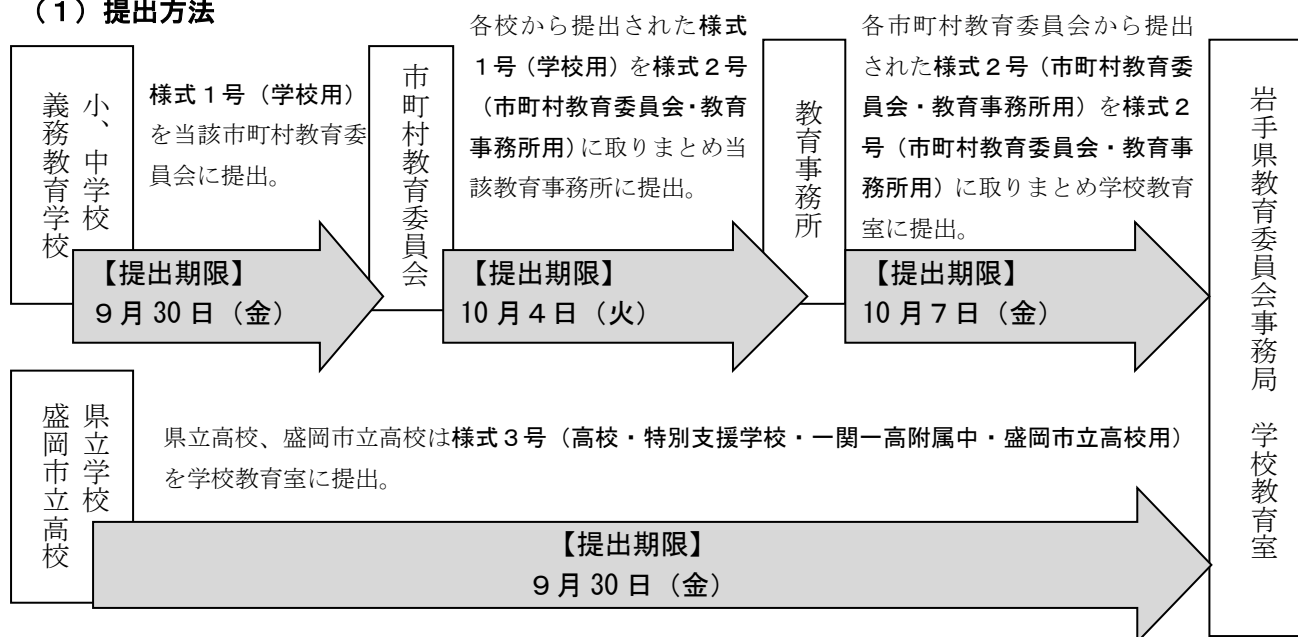 （１）提出方法
小、中学校
義務教育学校
様式１号（学校用）
を当該市町村教育委
員会に提出。
【提出期限】
９月 30 日（金）
市町村教育委員会
各校から提出された様式
１号（学校用）を様式２号
（市町村教育委員会・教育
事務所用）に取りまとめ当
該教育事務所に提出。
【提出期限】
10 月４日（火）
教育事務所
各市町村教育委員会から提出
された様式２号（市町村教育委
員会・教育事務所用）を様式２
号（市町村教育委員会・教育事
務所用）に取りまとめ学校教育
室に提出。
【提出期限】
10 月７日（金）
岩手県教育委員会事務局　学校教育室
県立学校
盛岡市立高校
県立高校、盛岡市立高校は様式３号（高校・特別支援学校・一関一高附属中・盛岡市立高校用）
を学校教育室に提出。
【提出期限】
９月 30 日（金）